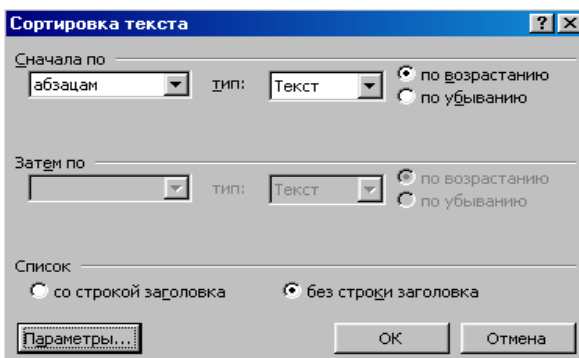 Сортировка текста
Сначала по
абзацам тип: Текст по возрастанию
по убыванию
Затем по
тип: Текст по возрастанию
по убыванию
Список
со строкой заголовка без строки заголовка
Параметры... ОК Отмена